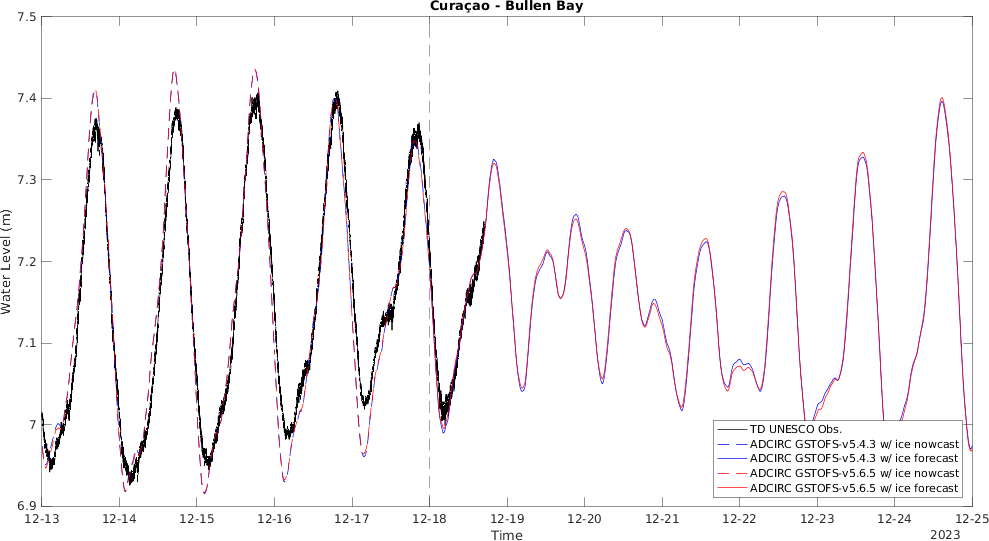 Curaçao - Bullen Bay
7.5
7.4
7.3
7.2
7.1
7
6.9
Water Level (m)
12-13 12-14 12-15 12-16 12-17 12-18 12-19 12-20 12-21 12-22 12-23 12-24 12-25
Time
2023
TD UNESCO Obs.
ADCIRC GSTOFS-v5.4.3 w/ ice nowcast
ADCIRC GSTOFS-v5.4.3 w/ ice forecast
ADCIRC GSTOFS-v5.6.5 w/ ice nowcast
ADCIRC GSTOFS-v5.6.5 w/ ice forecast